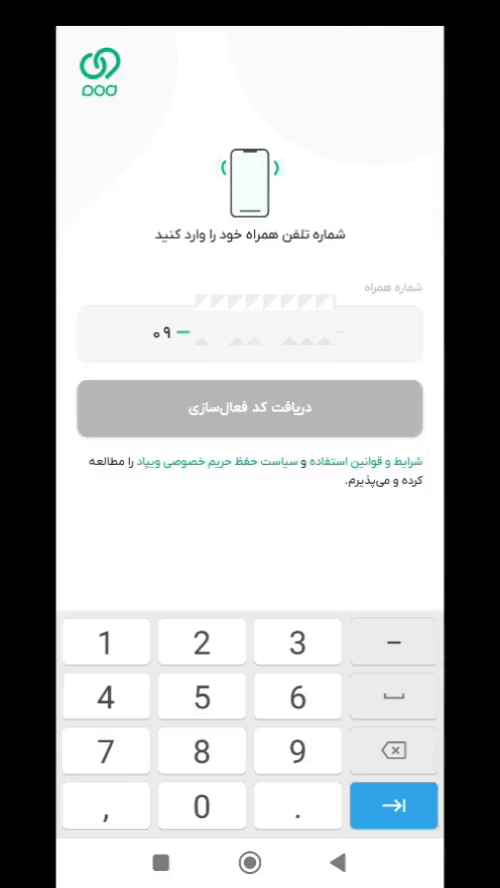 pod
شماره تلفن همراه خود را وارد کنید
شماره همراه
۰۹
دریافت کد فعال‌سازی
شرایط و قوانین استفاده و سیاست حفظ حریم خصوصی ویپاد را مطالعه
کرده و می‌پذیرم.
1 2 3 –
4 5 6
7 8 9
, 0 .